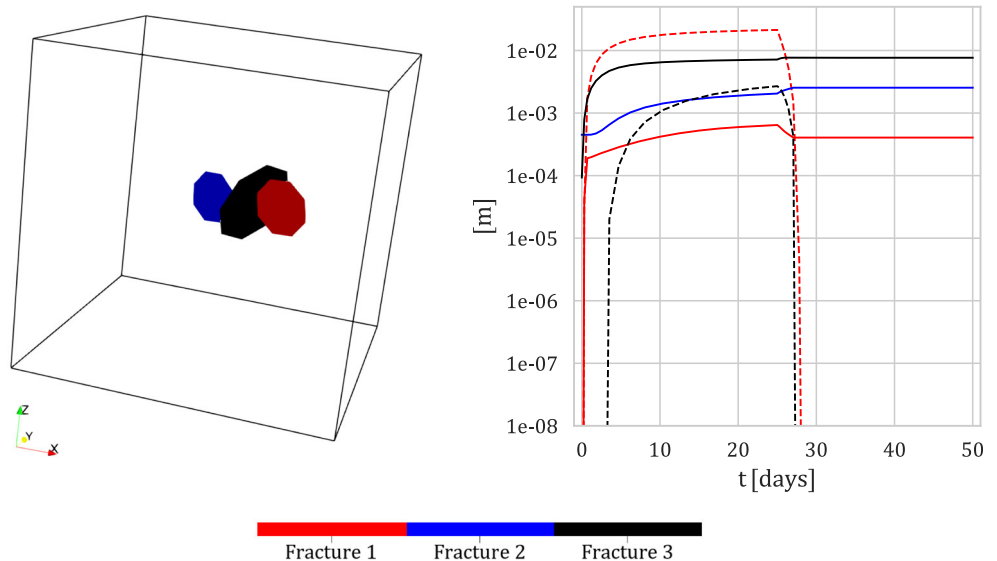 Z
Y
X
[m]
1e-02
1e-03
1e-04
1e-05
1e-06
1e-07
1e-08
0 10 20 30 40 50
t [days]
Fracture 1 Fracture 2 Fracture 3